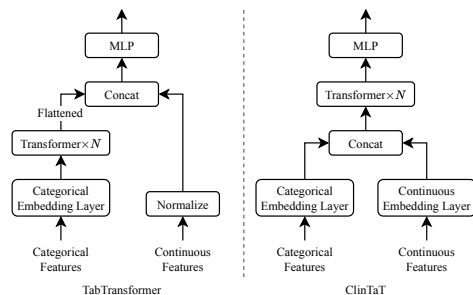 MLP
Concat
Flattened
Transformer×N
Categorical
Embedding Layer
Normalize
Categorical
Features
Continuous
Features
TabTransformer
MLP
Transformer×N
Concat
Categorical
Embedding Layer
Continuous
Embedding Layer
Categorical
Features
Continuous
Features
ClinTaT